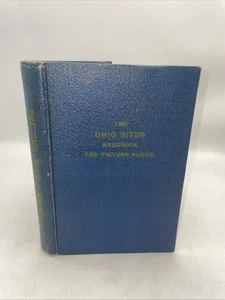 THE
OHIO RIVER
HANDBOOK
AND PICTURE ALBUM